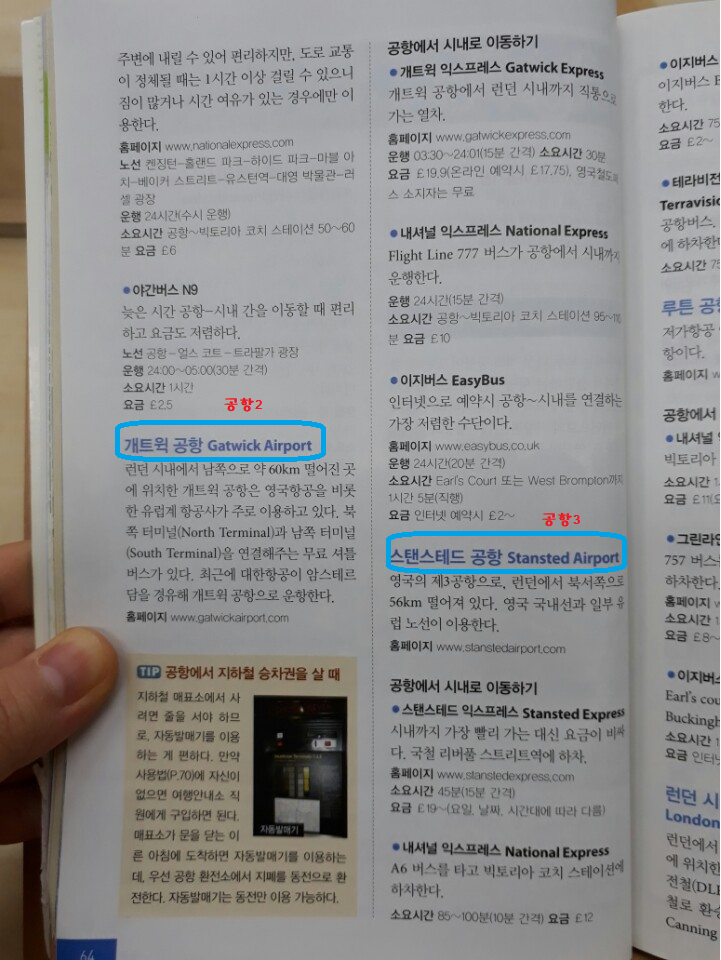 주변에 내릴 수 있어 편리하지만, 도로 교통
이 정체될 때는 1시간 이상 걸릴 수 있으니
짐이 많거나 시간 여유가 있는 경우에만 이
용한다.
홈페이지 www.nationalexpress.com
노선 켄징턴-홀랜드 파크-하이드 파크-마블 아
치-베이커 스트리트-유스턴역-대영 박물관-러
셀 광장
운행 24시간(수시 운행)
소요시간 공항~빅토리아 코치 스테이션 50~60
분 요금 £6
●야간버스 N9
늦은 시간 공항-시내 간을 이동할 때 편리
하고 요금도 저렴하다.
노선 공항-얼스 코트-트라팔가 광장
운행 24:00~05:00(30분 간격)
소요시간 1시간
요금 £2.5
공항2
개트윅 공항 Gatwick Airport
런던 시내에서 남쪽으로 약 60km 떨어진 곳
에 위치한 개트윅 공항은 영국항공을 비롯
한 유럽계 항공사가 주로 이용하고 있다. 북
쪽 터미널(North Terminal)과 남쪽 터미널
(South Terminal)을 연결해주는 무료 셔틀
버스가 있다. 최근에 대한항공이 암스테르
담을 경유해 개트윅 공항으로 운항한다.
홈페이지 www.gatwickairport.com
TIP 공항에서 지하철 승차권을 살 때
지하철 매표소에서 사
려면 줄을 서야 하므
로, 자동발매기를 이용
하는 게 편하다. 만약
사용법(P.70)에 자신이
없으면 여행안내소 직
원에게 구입하면 된다.
매표소가 문을 닫는 이
른 아침에 도착하면 자동발매기를 이용하는
데, 우선 공항 환전소에서 지폐를 동전으로 환
전한다. 자동발매기는 동전만 이용 가능하다.
자동발매기
64
공항에서 시내로 이동하기
●개트윅 익스프레스 Gatwick Express
개트윅 공항에서 런던 시내까지 직통으로
가는 열차.
홈페이지 www.gatwickexpress.com
운행 03:30~24:01(15분 간격) 소요시간 30분
요금 £19.9(온라인 예약시 £17.75), 영국철도패
스 소지자는 무료
●내셔널 익스프레스 National Express
Flight Line 777 버스가 공항에서 시내까지
운행한다.
운행 24시간(15분 간격)
소요시간 공항~빅토리아 코치 스테이션 95~
분 요금 £10
●이지버스 EasyBus
인터넷으로 예약시 공항~시내를 연결하는
가장 저렴한 수단이다.
홈페이지 www.easybus.co.uk
운행 24시간(20분 간격)
소요시간 Earl's Court 또는 West Brompton까지
1시간 5분(직행)
요금 인터넷 예약시 £2~
공항3
스탠스테드 공항 Stansted Airport
영국의 제3공항으로, 런던에서 북서쪽으로
56km 떨어져 있다. 영국 국내선과 일부 유
럽 노선이 이용한다.
홈페이지 www.stanstedairport.com
공항에서 시내로 이동하기
●스탠스테드 익스프레스 Stansted Express
시내까지 가장 빨리 가는 대신 요금이 비싸
다. 국철 리버풀 스트리트역에 하차.
홈페이지 www.stanstedexpress.com
소요시간 45분(15분 간격)
요금 £19~(요일, 날짜, 시간대에 따라 다름)
●내셔널 익스프레스 National Express
A6 버스를 타고 빅토리아 코치 스테이션에
하차한다.
소요시간 85~100분(10분 간격) 요금 £12
●이지버스
이지버스
한다.
소요시간 75
요금 £2~
●테라비전
Terravisio
공항버스.
에 하차한다
소요시간 75
루튼 공항
저가항공
항이다.
홈페이지
공항에서
●내셔널
빅토리아
소요시간
요금 £11
●그린라인
757 버스
하차한다.
홈페이지
소요시간
요금 £8~
●이지버스
Earl's cou
Buckingh
소요시간
요금 인터넷
런던 시
London
런던에서
에 위치한
전철(DL
철로 환승
Canning